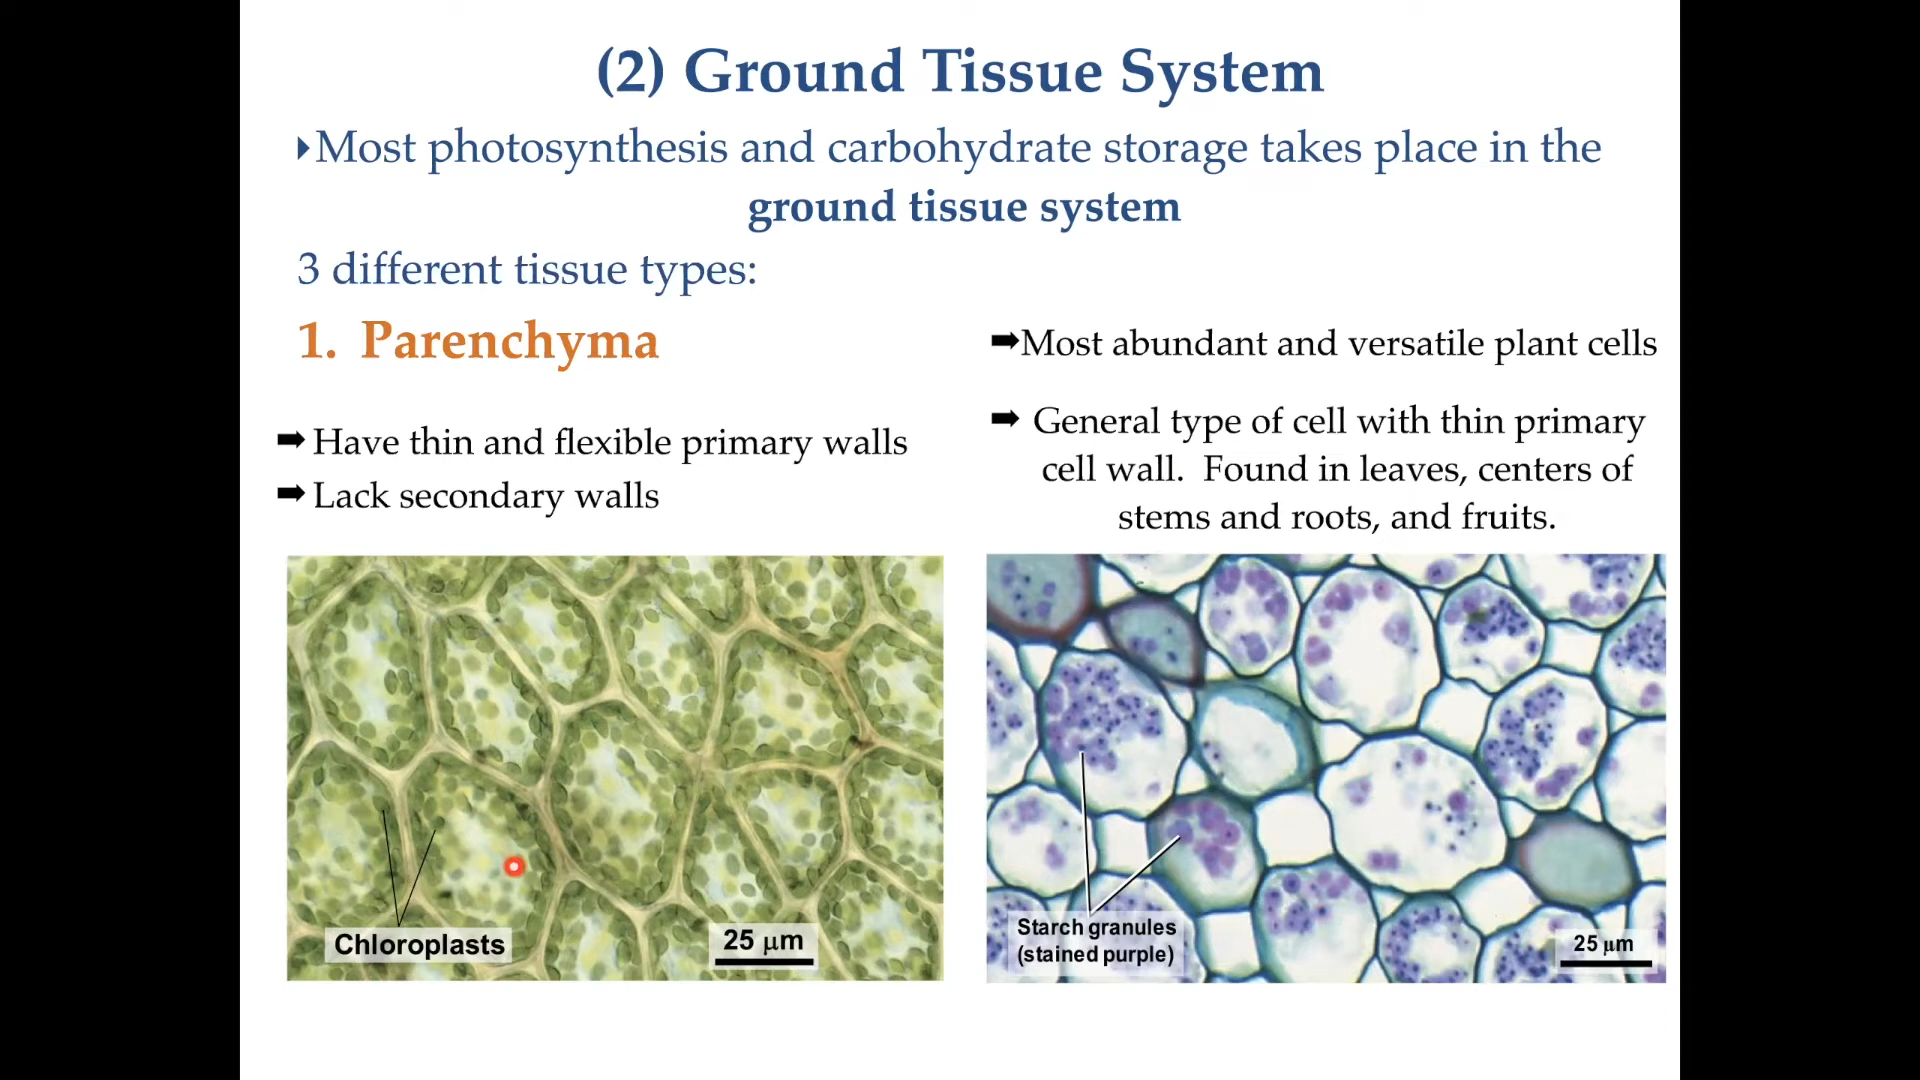 (2) Ground Tissue System
Most photosynthesis and carbohydrate storage takes place in the
ground tissue system
3 different tissue types:
1. Parenchyma
Have thin and flexible primary walls
Lack secondary walls
Most abundant and versatile plant cells
General type of cell with thin primary
cell wall. Found in leaves, centers of
stems and roots, and fruits.
Chloroplasts
25 μm
Starch granules
(stained purple)
25 μm